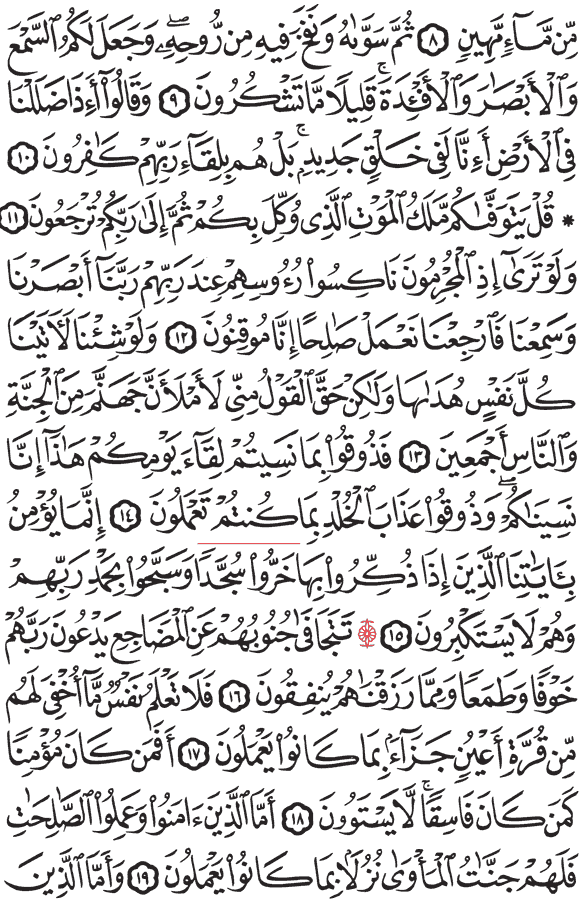 مِّن مَّآءٖ مَّهِينٖ ٨ ثُمَّ سَوَّىٰهُ وَنَفَخَ فِيهِ مِن رُّوحِهِۦۖ وَجَعَلَ لَكُمُ ٱلسَّمۡعَ
وَٱلۡأَبۡصَٰرَ وَٱلۡأَفۡـِٔدَةَۚ قَلِيلٗا مَّا تَشۡكُرُونَ ٩ وَقَالُوٓاْ أَءِذَا ضَلَلۡنَا
فِي ٱلۡأَرۡضِ أَءِنَّا لَفِي خَلۡقٖ جَدِيدِۭۚ بَلۡ هُم بِلِقَآءِ رَبِّهِمۡ كَٰفِرُونَ ١٠
* قُلۡ يَتَوَفَّىٰكُم مَّلَكُ ٱلۡمَوۡتِ ٱلَّذِي وُكِّلَ بِكُمۡ ثُمَّ إِلَىٰ رَبِّكُمۡ تُرۡجَعُونَ ١١
وَلَوۡ تَرَىٰٓ إِذِ ٱلۡمُجۡرِمُونَ نَاكِسُواْ رُءُوسِهِمۡ عِندَ رَبِّهِمۡ رَبَّنَآ أَبۡصَرۡنَا
وَسَمِعۡنَا فَٱرۡجِعۡنَا نَعۡمَلۡ صَٰلِحًا إِنَّا مُوقِنُونَ ١٢ وَلَوۡ شِئۡنَا لَأٓتَيۡنَا
كُلَّ نَفۡسٍ هُدَىٰهَا وَلَٰكِنۡ حَقَّ ٱلۡقَوۡلُ مِنِّي لَأَمۡلَأَنَّ جَهَنَّمَ مِنَ ٱلۡجِنَّةِ
وَٱلنَّاسِ أَجۡمَعِينَ ١٣ فَذُوقُواْ بِمَا نَسِيتُمۡ لِقَآءَ يَوۡمِكُمۡ هَٰذَآ إِنَّا
نَسِينَٰكُمۡۖ وَذُوقُواْ عَذَابَ ٱلۡخُلۡدِ بِمَا كُنتُمۡ تَعۡمَلُونَ ١٤ إِنَّمَا يُؤۡمِنُ
بِـَٔايَٰتِنَا ٱلَّذِينَ إِذَا ذُكِّرُواْ بِهَا خَرُّواْ سُجَّدٗا وَسَبَّحُواْ بِحَمۡدِ رَبِّهِمۡ
وَهُمۡ لَا يَسۡتَكۡبِرُونَ ١٥ ۩ تَتَجَافَىٰ جُنُوبُهُمۡ عَنِ ٱلۡمَضَاجِعِ يَدۡعُونَ رَبَّهُمۡ
خَوۡفٗا وَطَمَعٗا وَمِمَّا رَزَقۡنَٰهُمۡ يُنفِقُونَ ١٦ فَلَا تَعۡلَمُ نَفۡسٞ مَّآ أُخۡفِيَ لَهُم
مِّن قُرَّةِ أَعۡيُنٖ جَزَآءَۢ بِمَا كَانُواْ يَعۡمَلُونَ ١٧ أَفَمَن كَانَ مُؤۡمِنٗا
كَمَن كَانَ فَاسِقٗاۚ لَّا يَسۡتَوُۥنَ ١٨ أَمَّا ٱلَّذِينَ ءَامَنُواْ وَعَمِلُواْ ٱلصَّٰلِحَٰتِ
فَلَهُمۡ جَنَّٰتُ ٱلۡمَأۡوَىٰ نُزُلَۢا بِمَا كَانُواْ يَعۡمَلُونَ ١٩ وَأَمَّا ٱلَّذِينَ